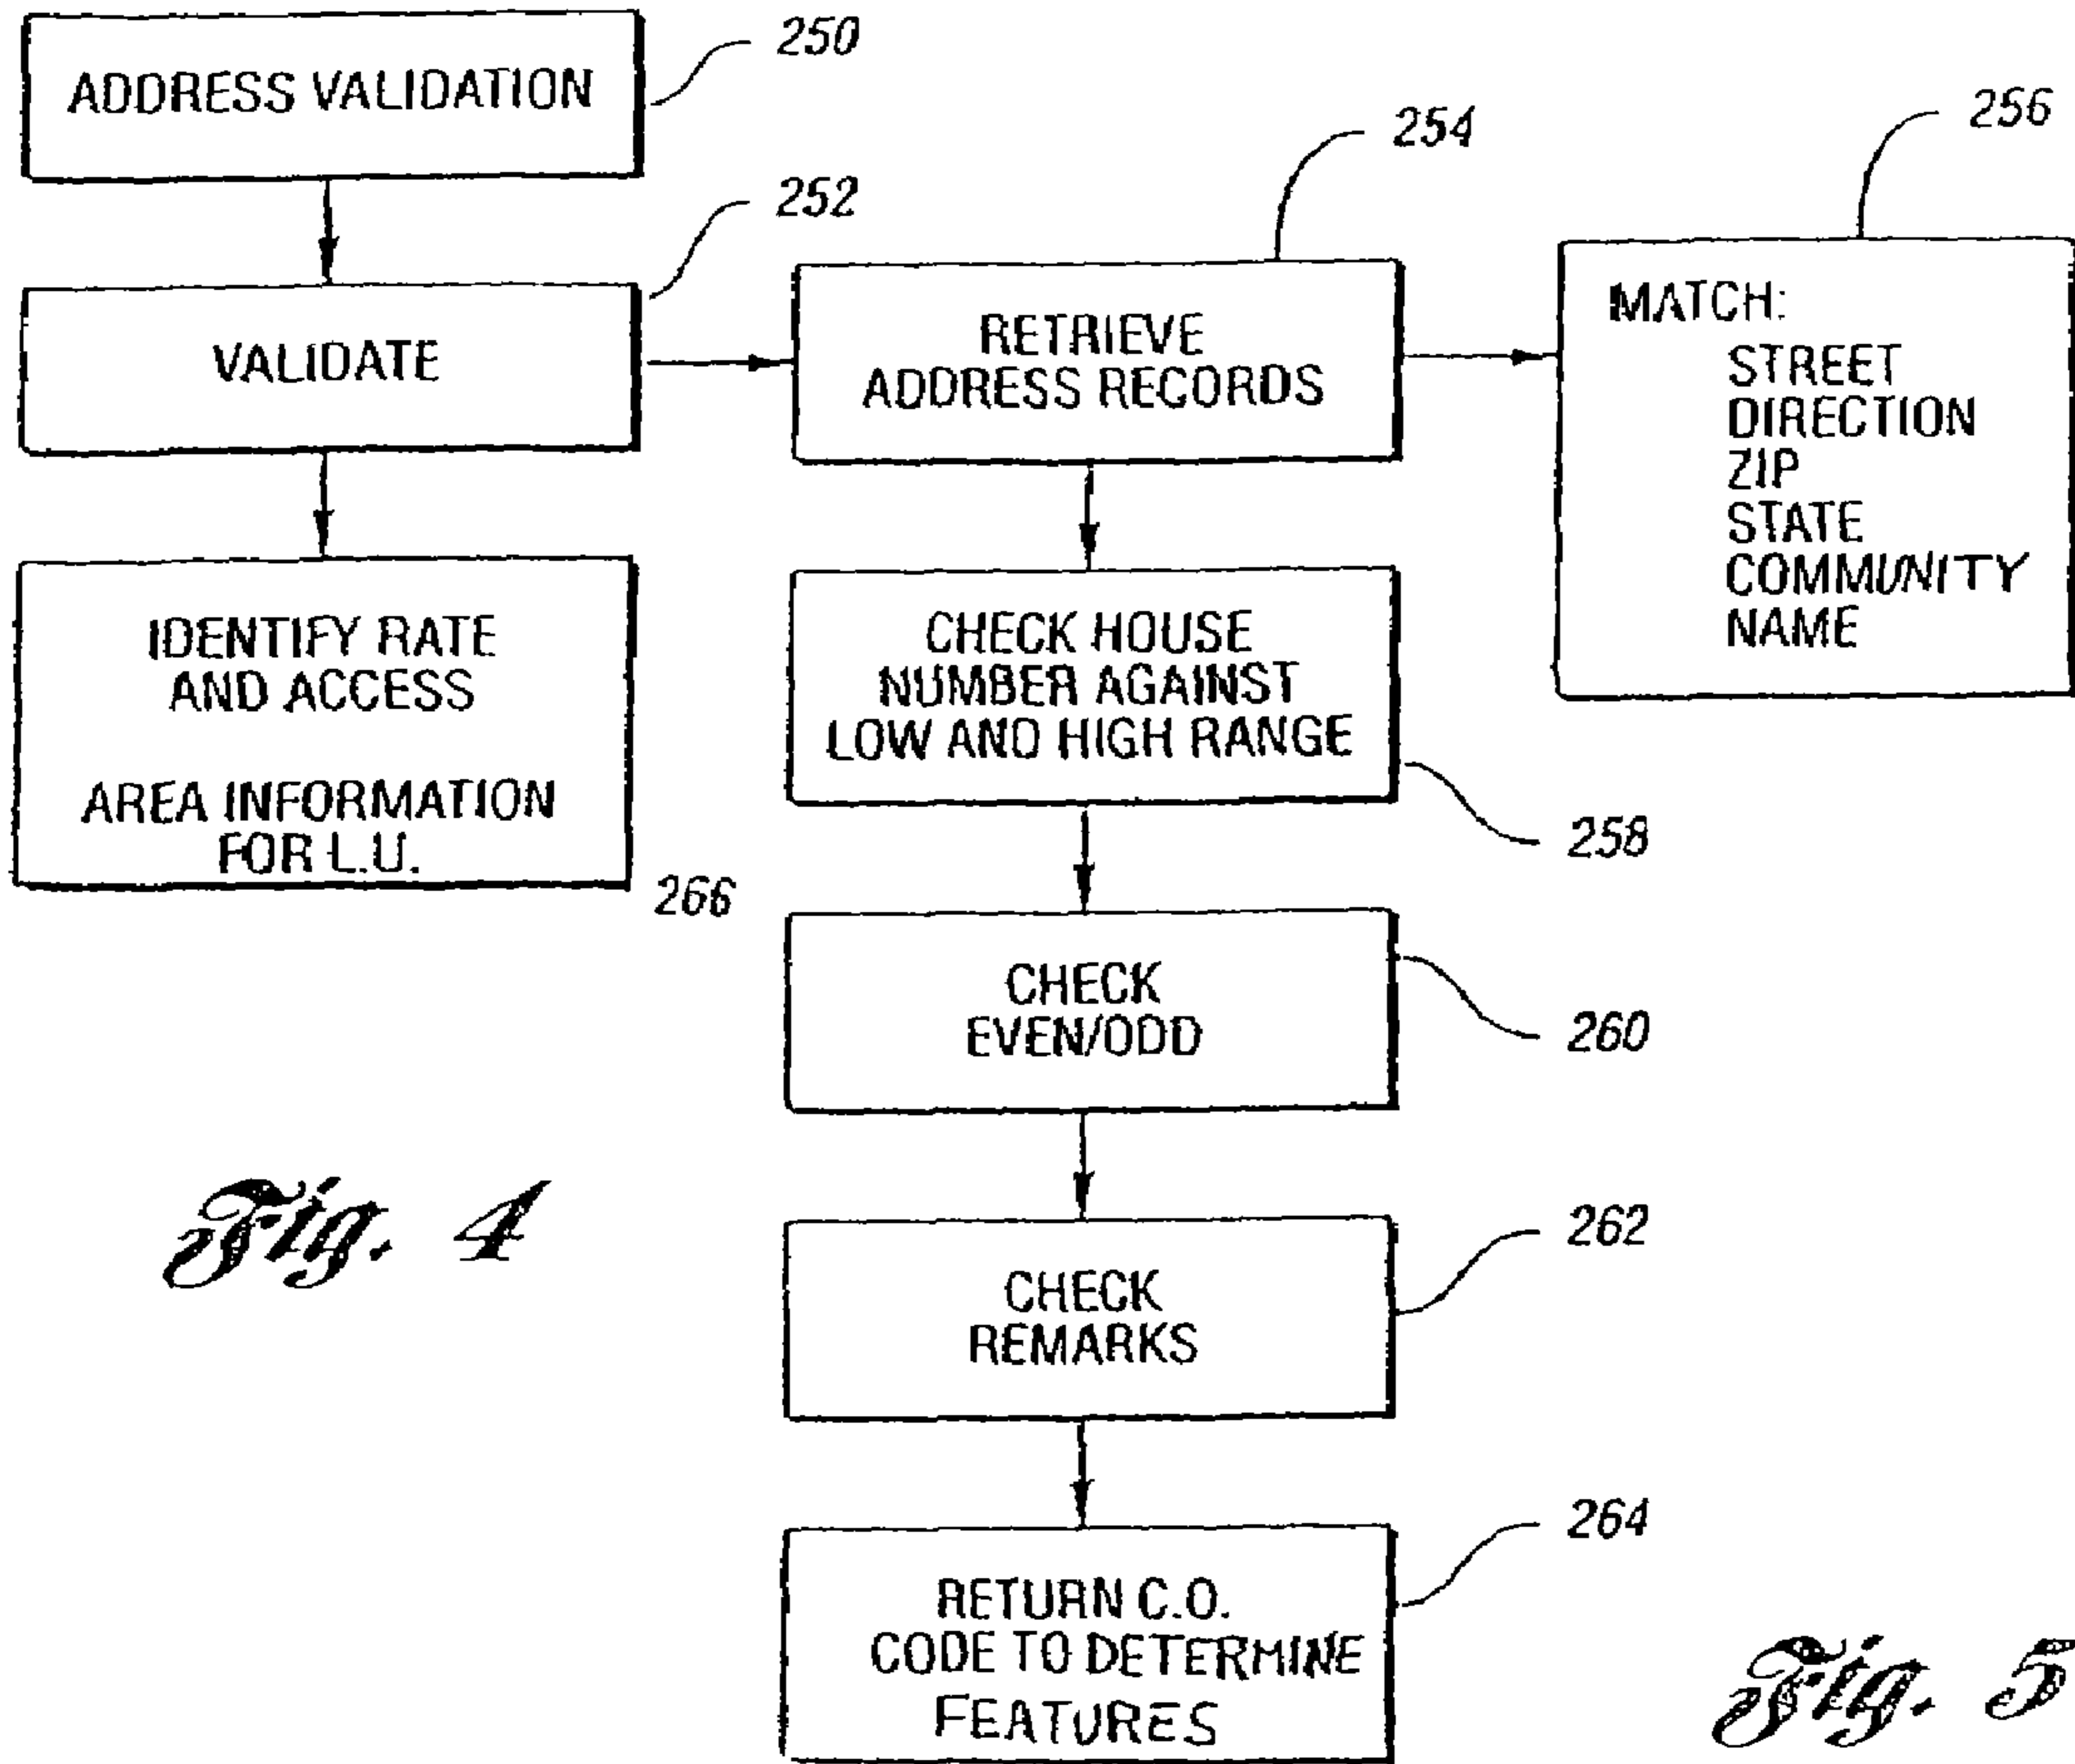 ADDRESS VALIDATION
250
VALIDATE
252
RETRIEVE
ADDRESS RECORDS
254
MATCH:
STREET
DIRECTION
ZIP
STATE
COMMUNITY
NAME
256
IDENTIFY RATE
AND ACCESS
AREA INFORMATION
FOR L.U.
266
CHECK HOUSE
NUMBER AGAINST
LOW AND HIGH RANGE
258
CHECK
EVEN/ODD
260
CHECK
REMARKS
262
RETURN C.O.
CODE TO DETERMINE
FEATURES
264
Fig. 4
Fig. 5